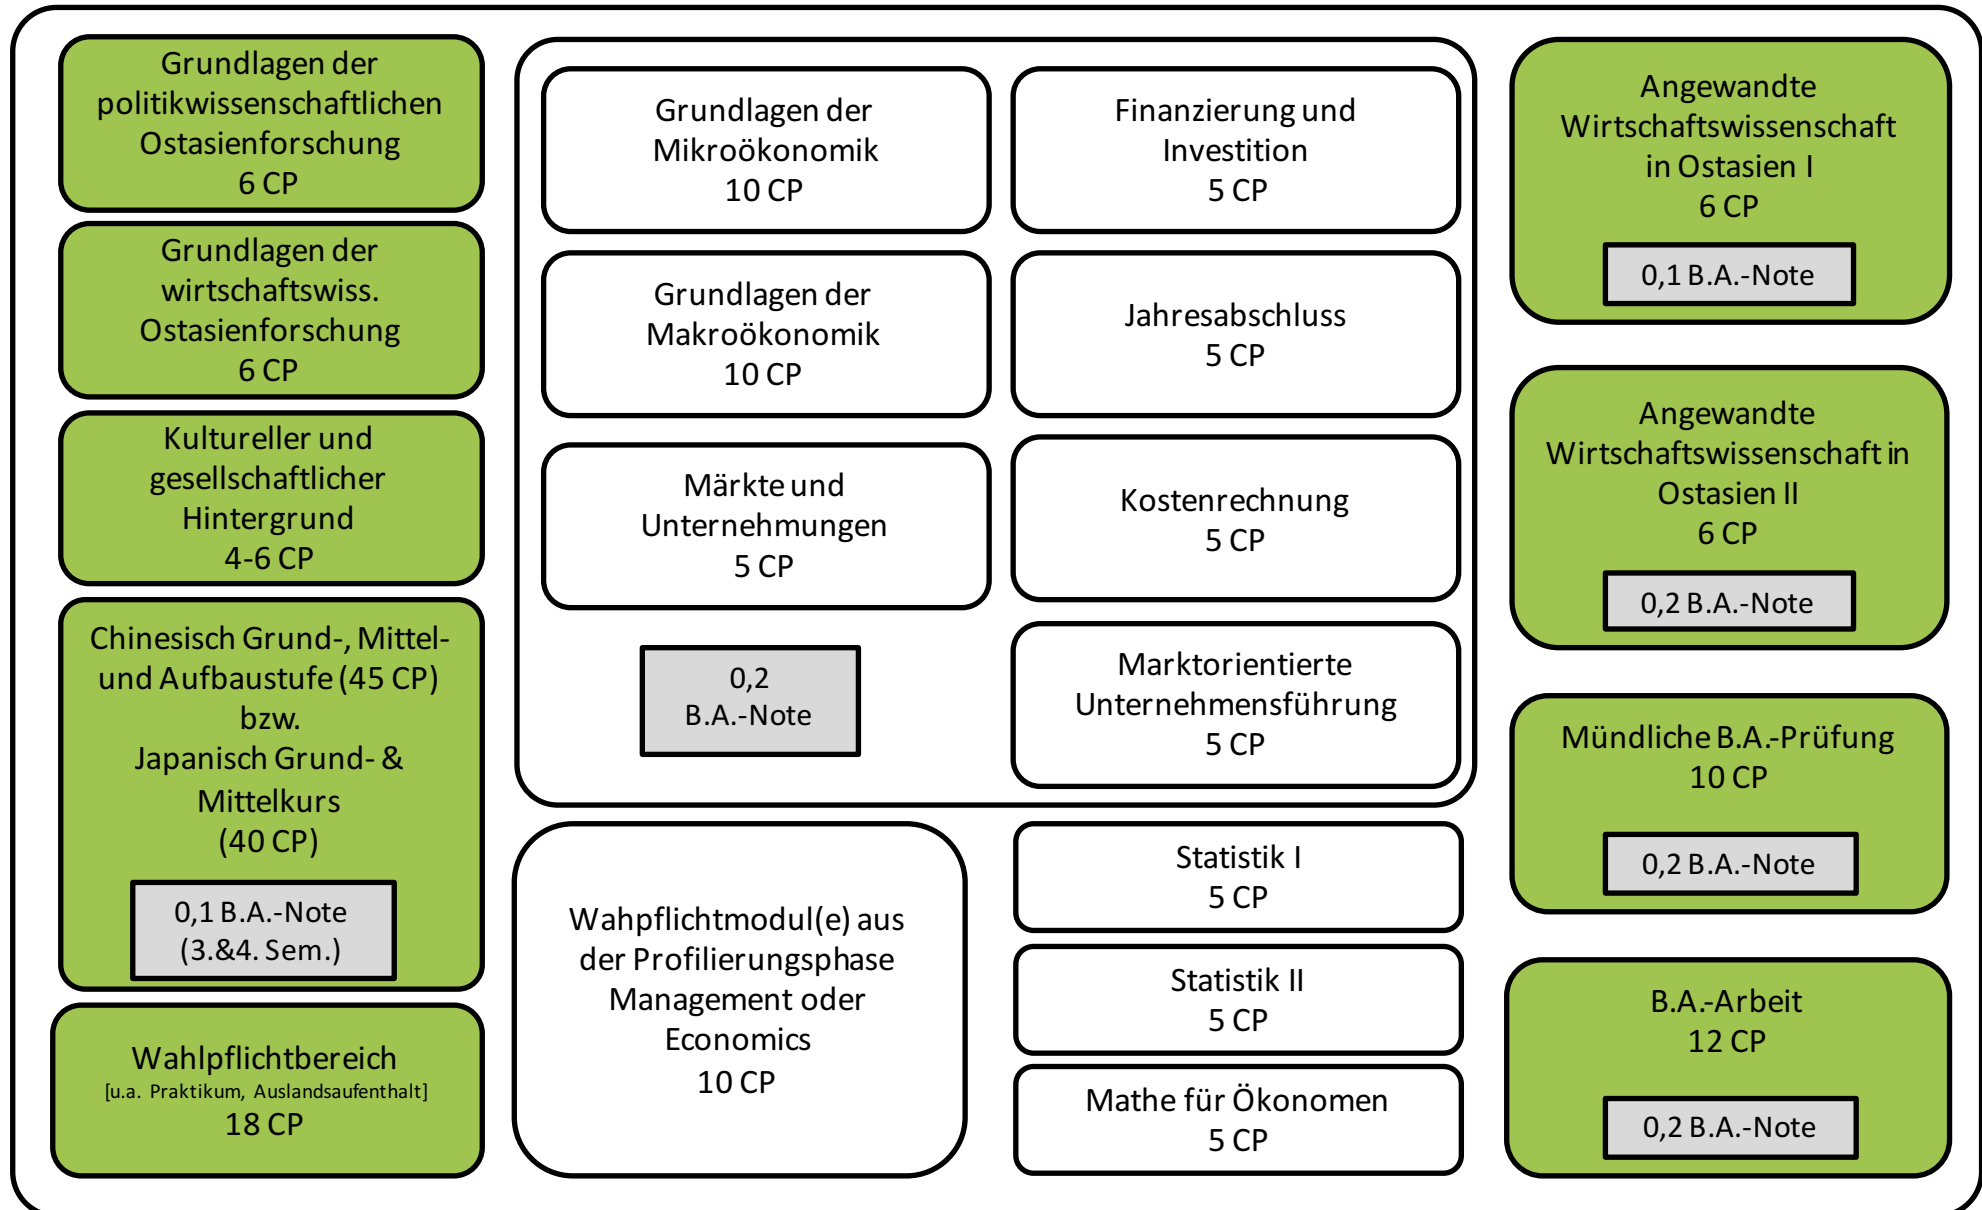 Grundlagen der
politikwissenschaftlichen
Ostasienforschung
6 CP
Grundlagen der
wirtschaftswiss.
Ostasienforschung
6 CP
Kultureller und
gesellschaftlicher
Hintergrund
4-6 CP
Chinesisch Grund-, Mittel-
und Aufbaustufe (45 CP)
bzw.
Japanisch Grund- &
Mittelkurs
(40 CP)
0,1 B.A.-Note
(3.&4. Sem.)
Wahlpflichtbereich
[u.a. Praktikum, Auslandsaufenthalt]
18 CP
Grundlagen der
Mikroökonomik
10 CP
Grundlagen der
Makroökonomik
10 CP
Märkte und
Unternehmungen
5 CP
0,2
B.A.-Note
Finanzierung und
Investition
5 CP
Jahresabschluss
5 CP
Kostenrechnung
5 CP
Marktorientierte
Unternehmensführung
5 CP
Wahpflichtmodul(e) aus
der Profilierungsphase
Management oder
Economics
10 CP
Statistik I
5 CP
Statistik II
5 CP
Mathe für Ökonomen
5 CP
Angewandte
Wirtschaftswissenschaft
in Ostasien I
6 CP
0,1 B.A.-Note
Angewandte
Wirtschaftswissenschaft in
Ostasien II
6 CP
0,2 B.A.-Note
Mündliche B.A.-Prüfung
10 CP
0,2 B.A.-Note
B.A.-Arbeit
12 CP
0,2 B.A.-Note